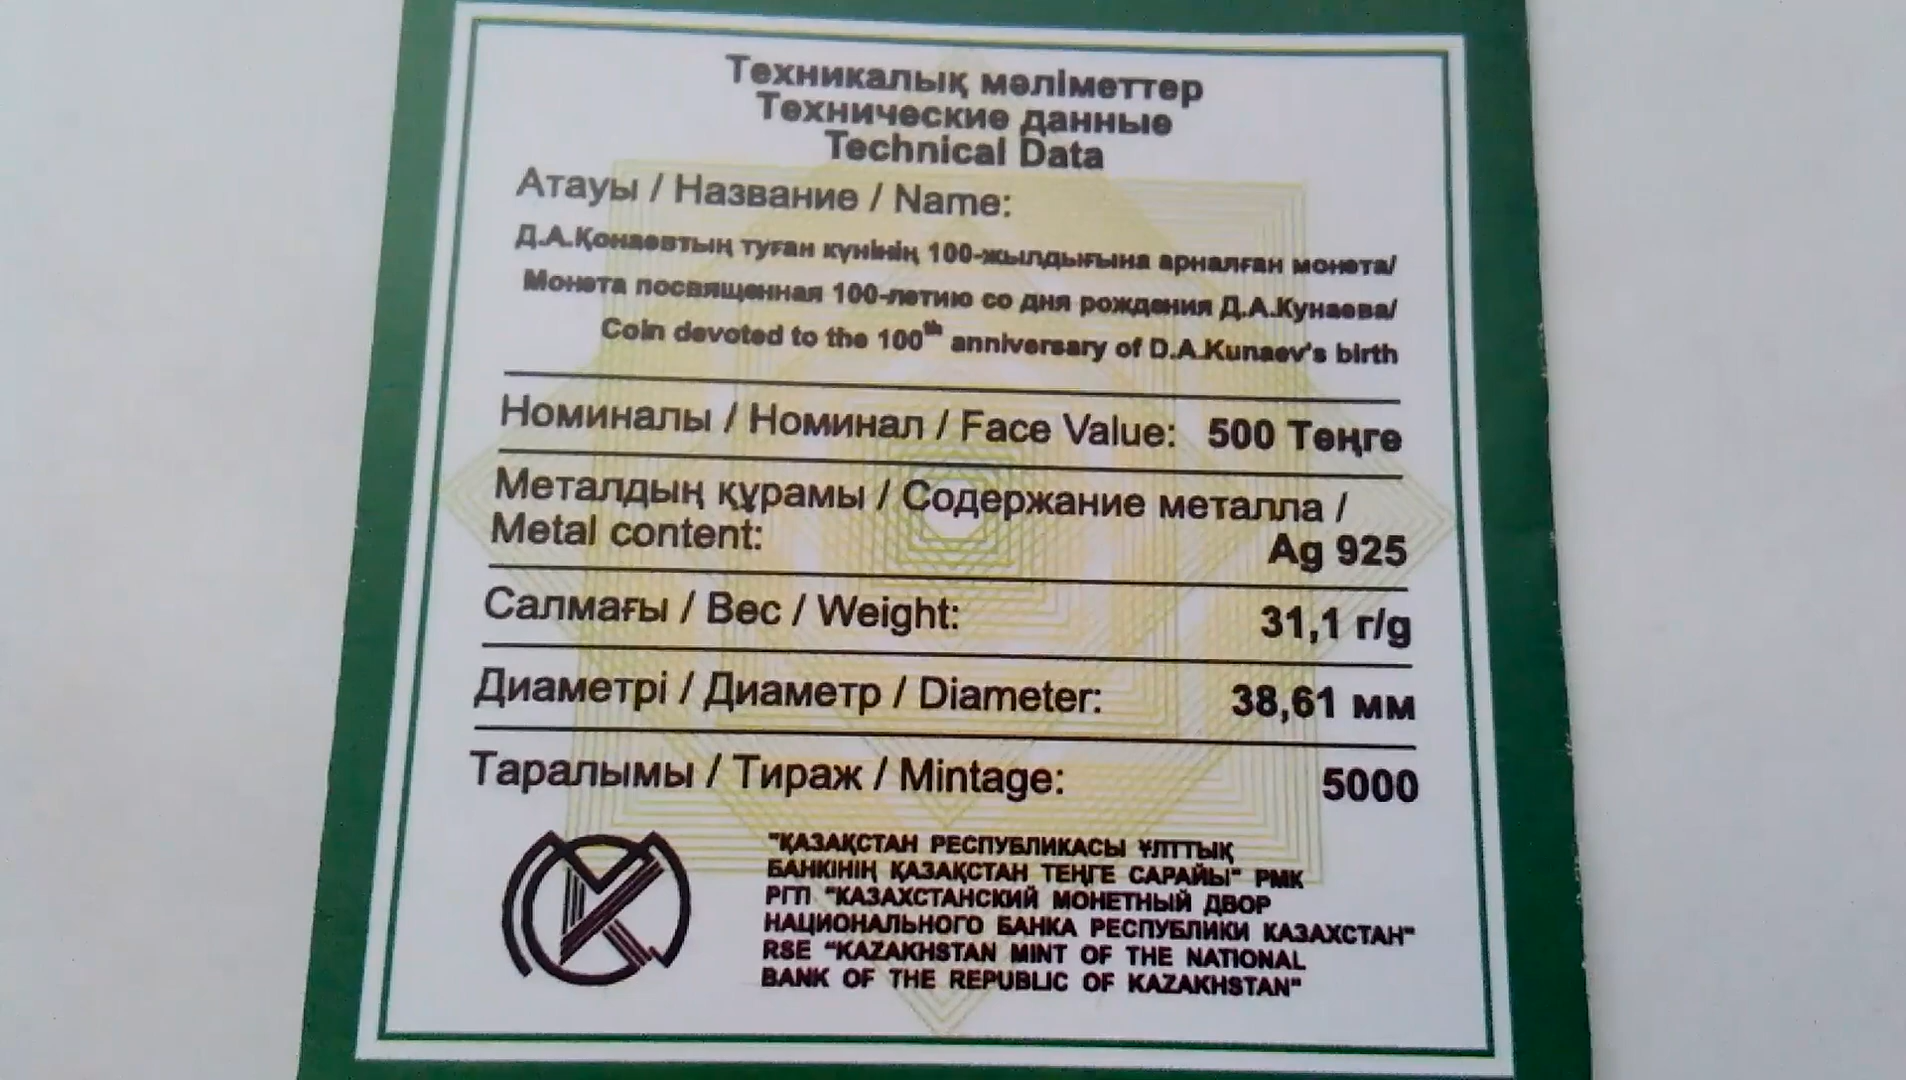 Техникалық мәліметтер
Технические данные
Technical Data
Атауы / Название / Name:
Д.А.Қонаевтың туған күнінің 100-жылдығына арналған монета/
Монета посвященная 100-летию со дня рождения Д.А.Кунаева/
Coin devoted to the 100th anniversary of D.A.Kunaev's birth
Номиналы / Номинал / Face Value: 500 Теңге
Металдың құрамы / Содержание металла /
Metal content: Ag 925
Салмағы / Вес / Weight: 31,1 г/g
Диаметрі / Диаметр / Diameter: 38,61 мм
Таралымы / Тираж / Mintage: 5000
"ҚАЗАҚСТАН РЕСПУБЛИКАСЫ ҰЛТТЫҚ
БАНКІНІҢ ҚАЗАҚСТАН ТЕҢГЕ САРАЙЫ" РМК
РГП "КАЗАХСТАНСКИЙ МОНЕТНЫЙ ДВОР
НАЦИОНАЛЬНОГО БАНКА РЕСПУБЛИКИ КАЗАХСТАН"
RSE "KAZAKHSTAN MINT OF THE NATIONAL
BANK OF THE REPUBLIC OF KAZAKHSTAN"